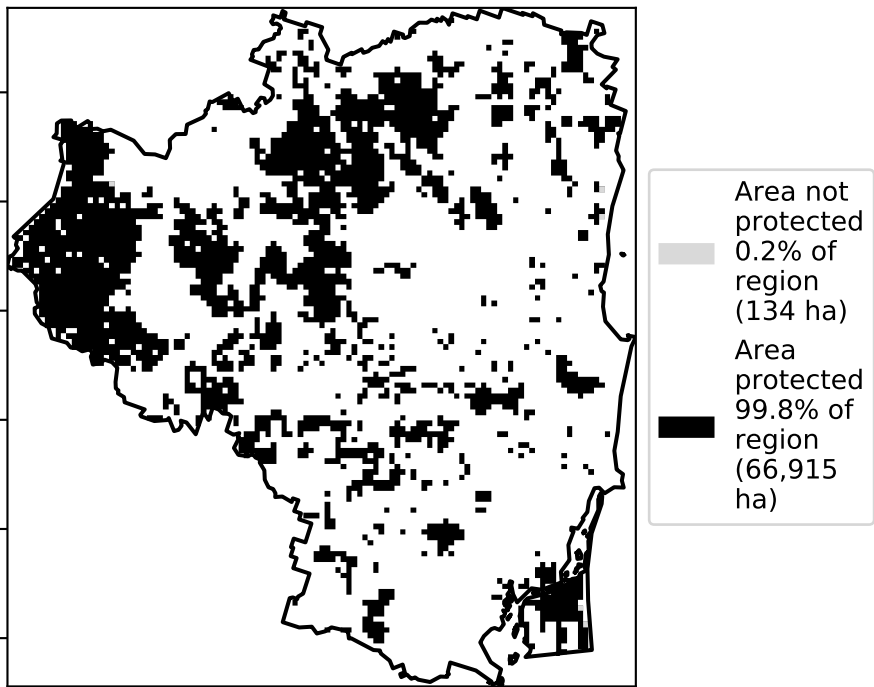 Area not
protected
0.2% of
region
(134 ha)
Area
protected
99.8% of
region
(66,915
ha)